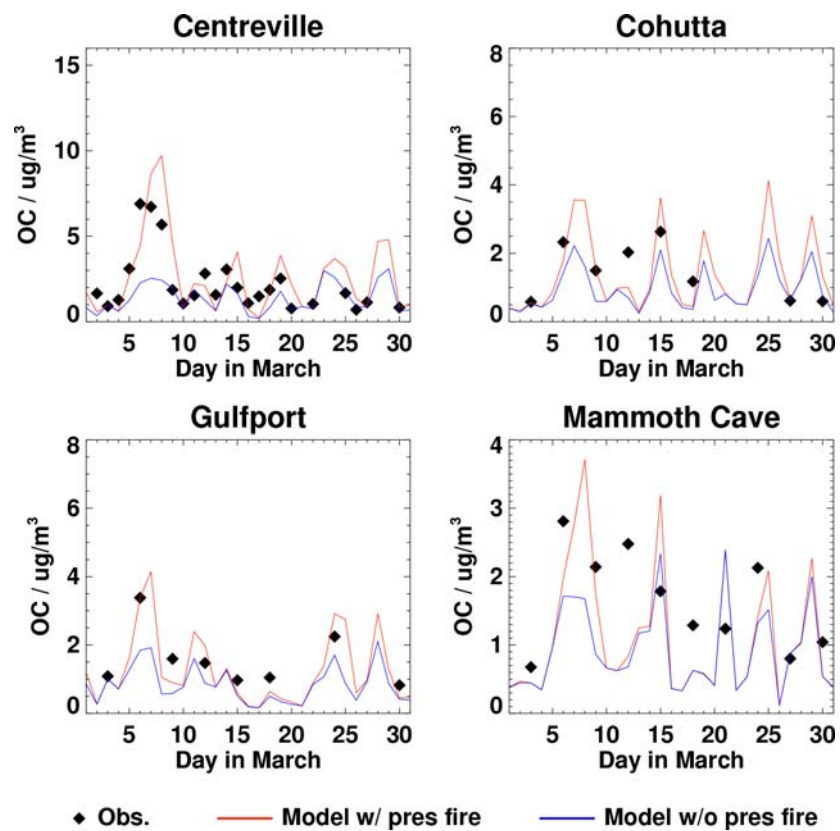 Centreville
15
10
5
0
OC / ug/m³
5 10 15 20 25 30
Day in March
Cohutta
8
6
4
2
0
OC / ug/m³
5 10 15 20 25 30
Day in March
Gulfport
8
6
4
2
0
OC / ug/m³
5 10 15 20 25 30
Day in March
Mammoth Cave
4
3
2
1
0
OC / ug/m³
5 10 15 20 25 30
Day in March
Obs. Model w/ pres fire Model w/o pres fire